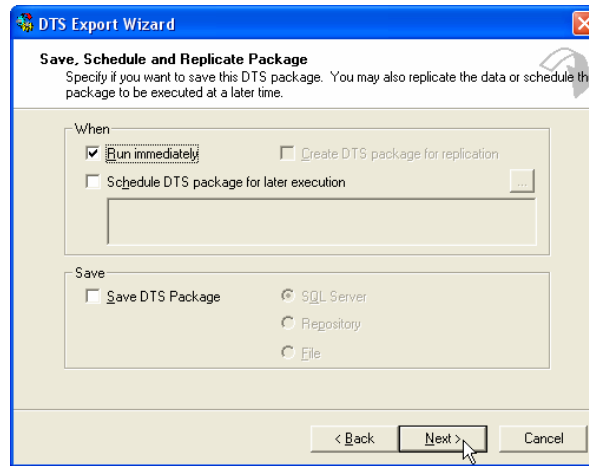 DTS Export Wizard
Save, Schedule and Replicate Package
Specify if you want to save this DTS package. You may also replicate the data or schedule th
package to be executed at a later time.
When
Run immediately
Create DTS package for replication
Schedule DTS package for later execution
...
Save
Save DTS Package
SQL Server
Repository
File
< Back
Next >
Cancel